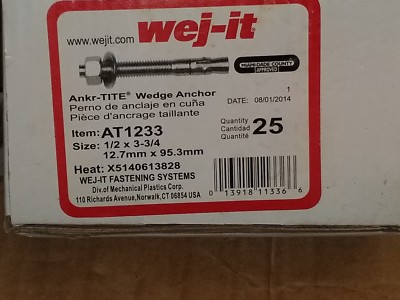 www.wejit.com
wej-it®
MIAMI-DADE COUNTY
APPROVED
Ankr-TITE® Wedge Anchor
Perno de anclaje en cuña
Pièce d'ancrage taillante
1
DATE: 08/01/2014
Item: AT1233
Size: 1/2 x 3-3/4
12.7mm x 95.3mm
Quantity
Cantidad
Quantité
25
Heat: X5140613828
WEJ-IT FASTENING SYSTEMS
Div.of Mechanical Plastics Corp.
110 Richards Avenue,Norwalk,CT 06854 USA
0 13918 11336 6